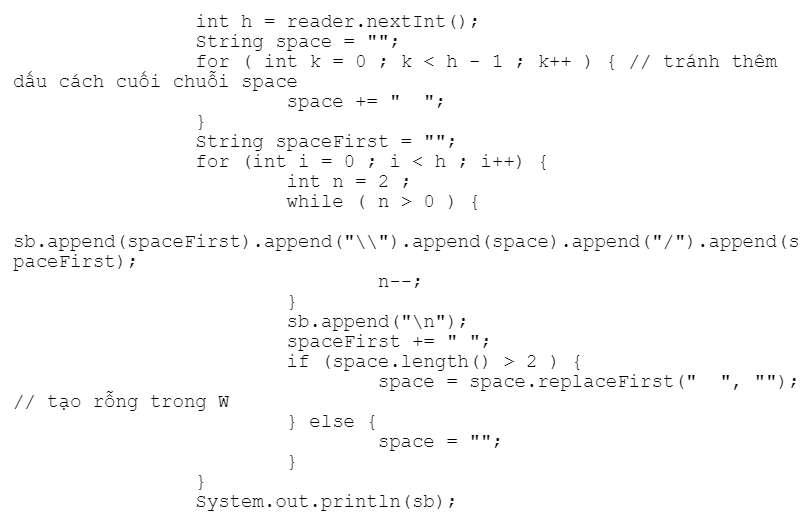 int h = reader.nextInt();
String space = "";
for ( int k = 0 ; k < h - 1 ; k++ ) { // tránh thêm
dấu cách cuối chuỗi space
space += "  ";
}
String spaceFirst = "";
for (int i = 0 ; i < h ; i++) {
int n = 2 ;
while ( n > 0 ) {
sb.append(spaceFirst).append("\\").append(space).append("/").append(s
paceFirst);
n--;
}
sb.append("\n");
spaceFirst += " ";
if (space.length() > 2 ) {
space = space.replaceFirst("  ", "");
// tạo rỗng trong W
} else {
space = "";
}
}
System.out.println(sb);